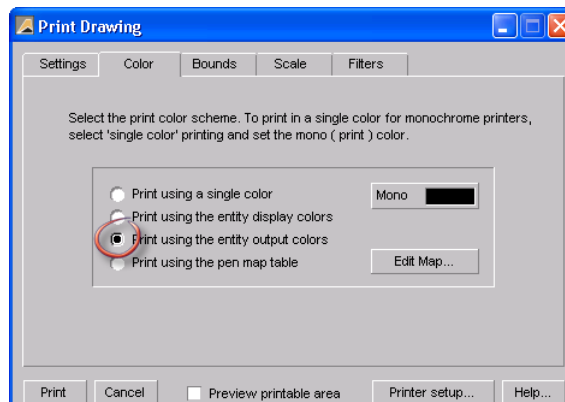 Print Drawing
Settings Color Bounds Scale Filters
Select the print color scheme. To print in a single color for monochrome printers,
select 'single color' printing and set the mono ( print ) color.
Print using a single color Mono
Print using the entity display colors
Print using the entity output colors
Print using the pen map table Edit Map...
Print Cancel Preview printable area Printer setup... Help...